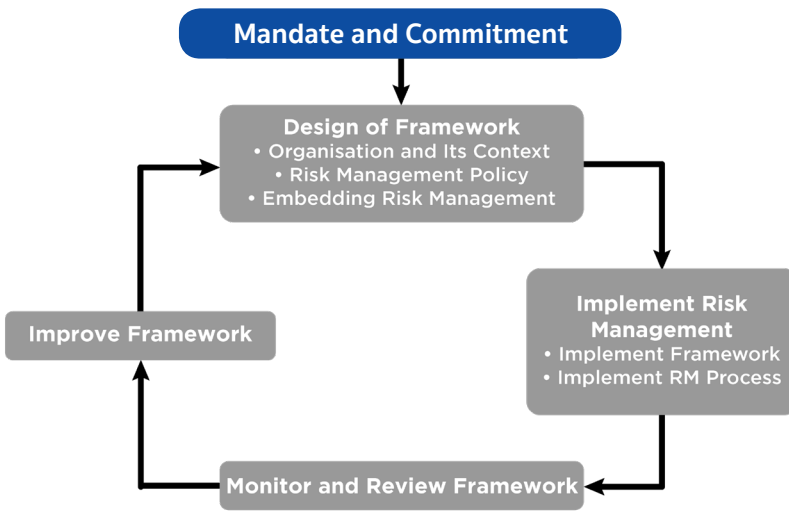 Mandate and Commitment
Design of Framework
• Organisation and Its Context
• Risk Management Policy
• Embedding Risk Management
Implement Risk
Management
• Implement Framework
• Implement RM Process
Improve Framework
Monitor and Review Framework